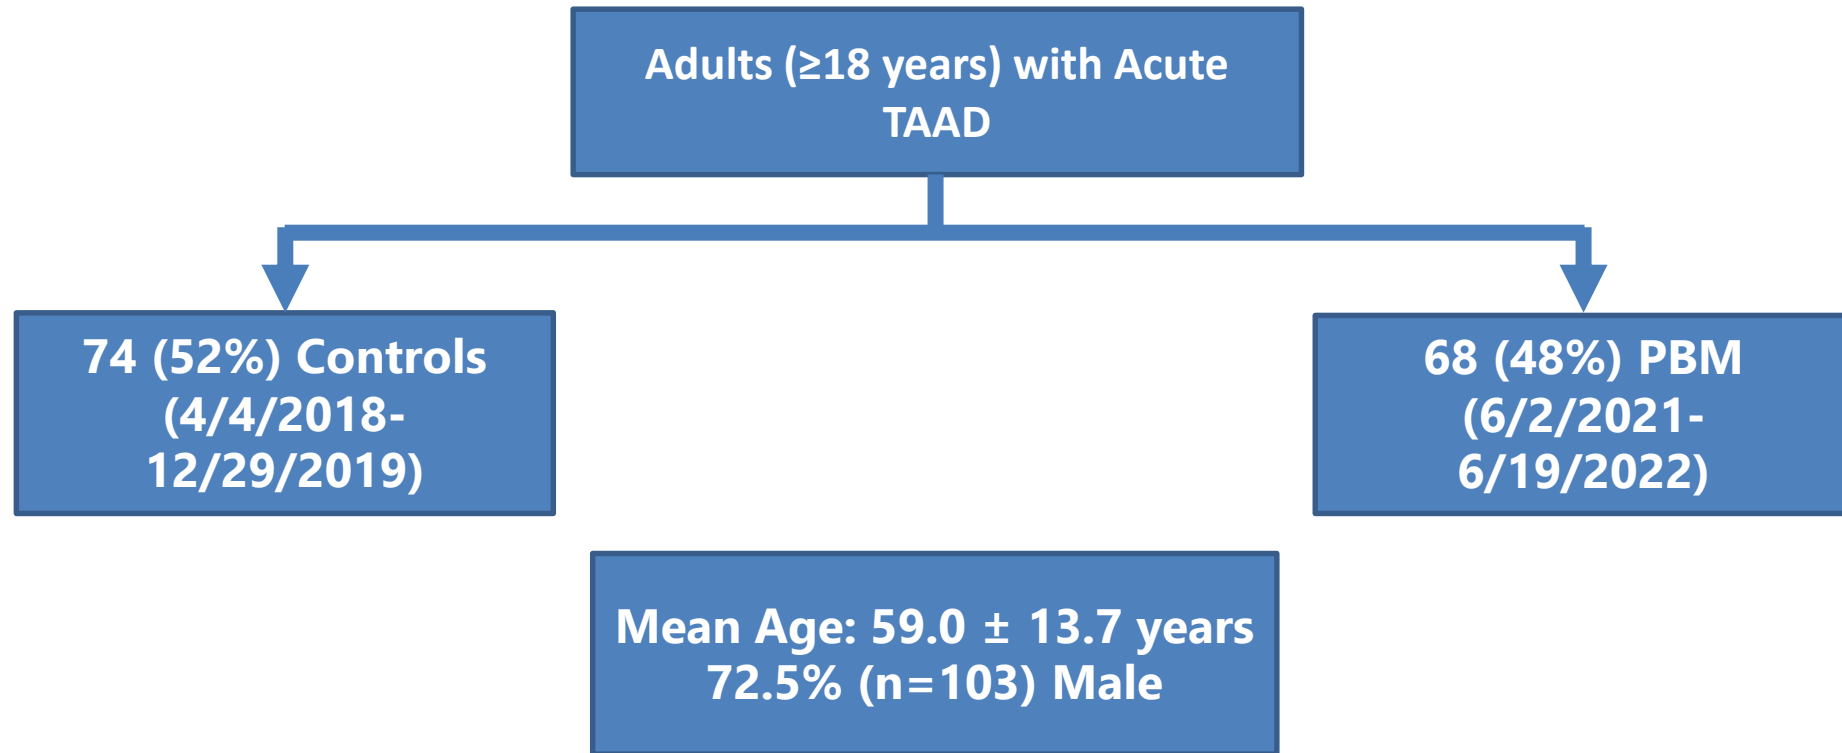 Adults (≥18 years) with Acute
TAAD
74 (52%) Controls
(4/4/2018-
12/29/2019)
68 (48%) PBM
(6/2/2021-
6/19/2022)
Mean Age: 59.0 ± 13.7 years
72.5% (n=103) Male